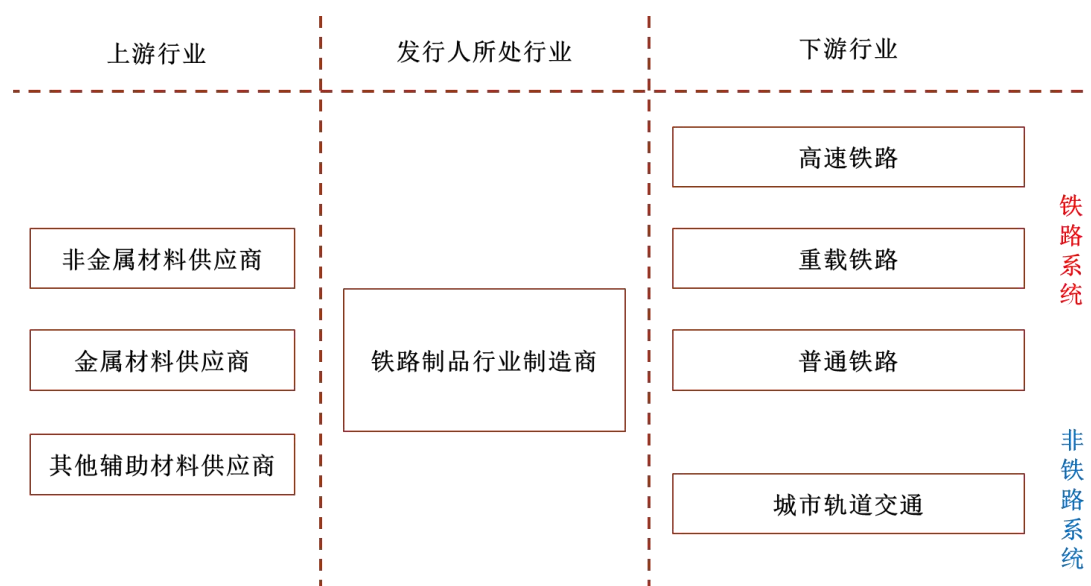 上游行业
发行人所处行业
下游行业
非金属材料供应商
金属材料供应商
其他辅助材料供应商
铁路制品行业制造商
高速铁路
重载铁路
普通铁路
城市轨道交通
铁路系统
非铁路系统